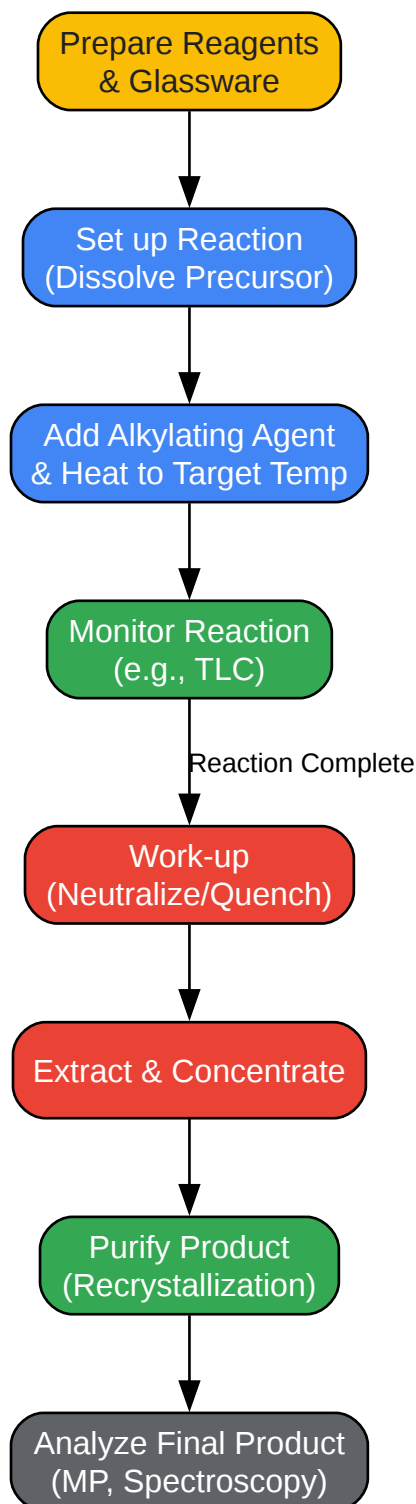 Prepare Reagents
& Glassware
Set up Reaction
(Dissolve Precursor)
Add Alkylating Agent
& Heat to Target Temp
Monitor Reaction
(e.g., TLC)
Reaction Complete
Work-up
(Neutralize/Quench)
Extract & Concentrate
Purify Product
(Recrystallization)
Analyze Final Product
(MP, Spectroscopy)